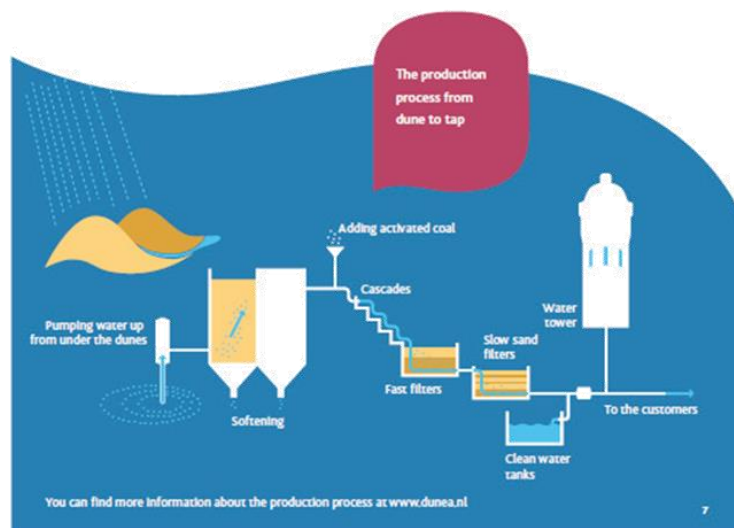 The production
process from
dune to tap
Adding activated coal
Cascades
Pumping water up
from under the dunes
Water
tower
Slow sand
filters
Fast filters
To the customers
Softening
Clean water
tanks
You can find more information about the production process at www.dunea.nl
7